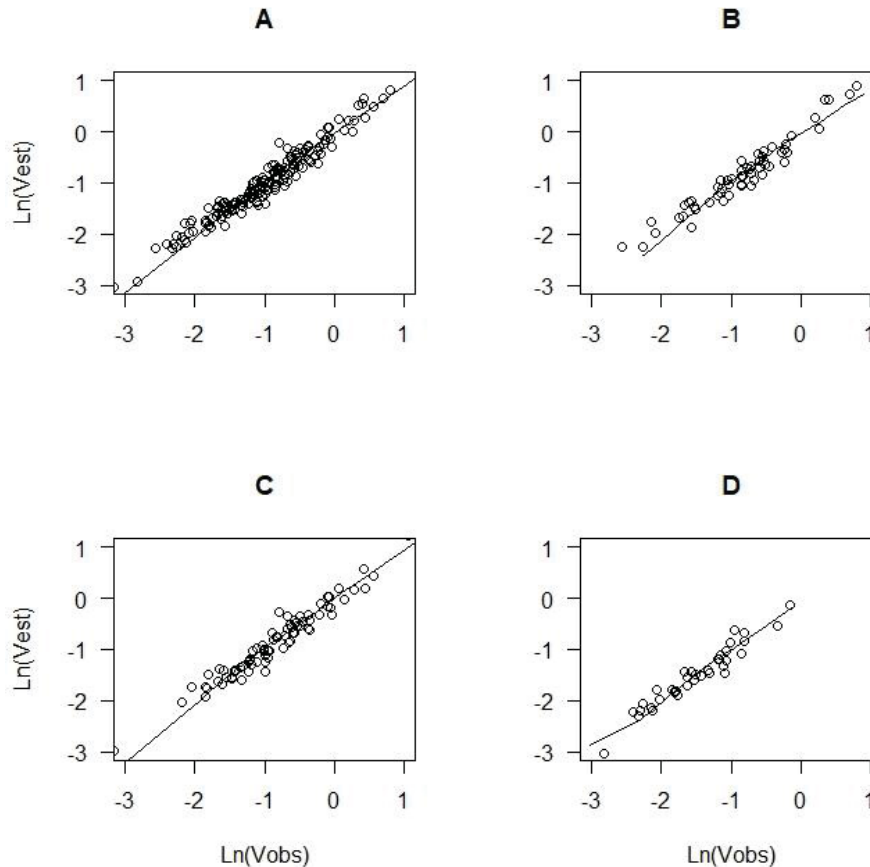 A B
1 1
0 0
-1 -1
-2 -2
-3 -3
Ln(Vest)
-3 -2 -1 0 1 -3 -2 -1 0 1
C D
1 1
0 0
-1 -1
-2 -2
-3 -3
Ln(Vest)
-3 -2 -1 0 1 -3 -2 -1 0 1
Ln(Vobs) Ln(Vobs)